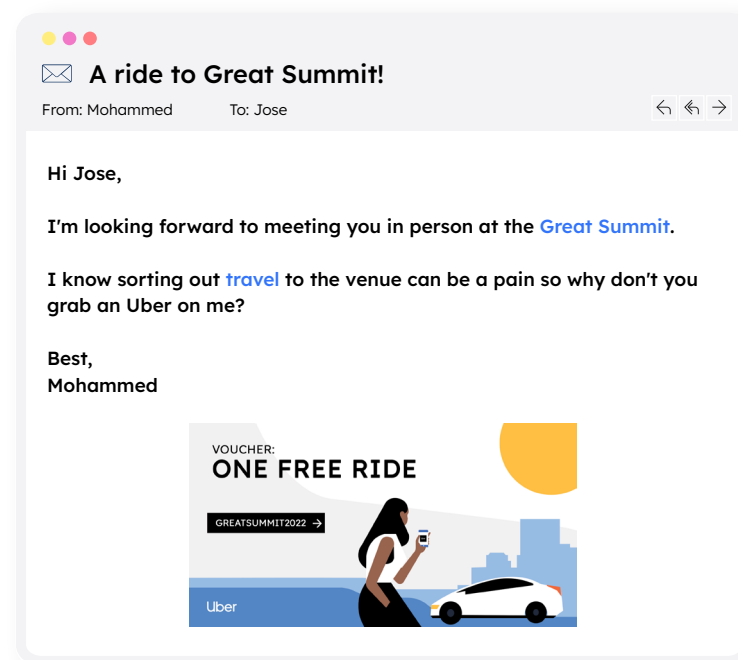 A ride to Great Summit!
From: Mohammed To: Jose
Hi Jose,
I'm looking forward to meeting you in person at the Great Summit.
I know sorting out travel to the venue can be a pain so why don't you
grab an Uber on me?
Best,
Mohammed
VOUCHER:
ONE FREE RIDE
GREATSUMMIT2022
Uber